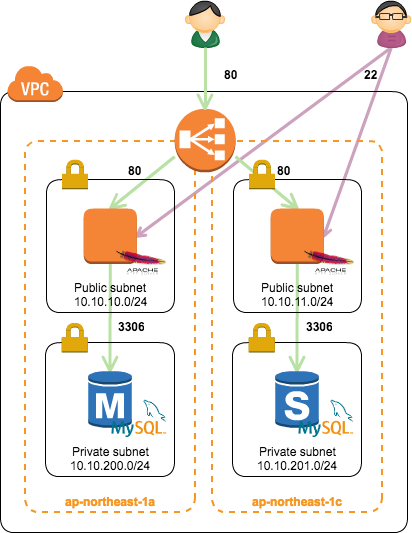 80
22
VPC
80
80
APACHE
APACHE
Public subnet
10.10.10.0/24
Public subnet
10.10.11.0/24
3306
3306
M
MySQL
S
MySQL
Private subnet
10.10.200.0/24
Private subnet
10.10.201.0/24
ap-northeast-1a
ap-northeast-1c